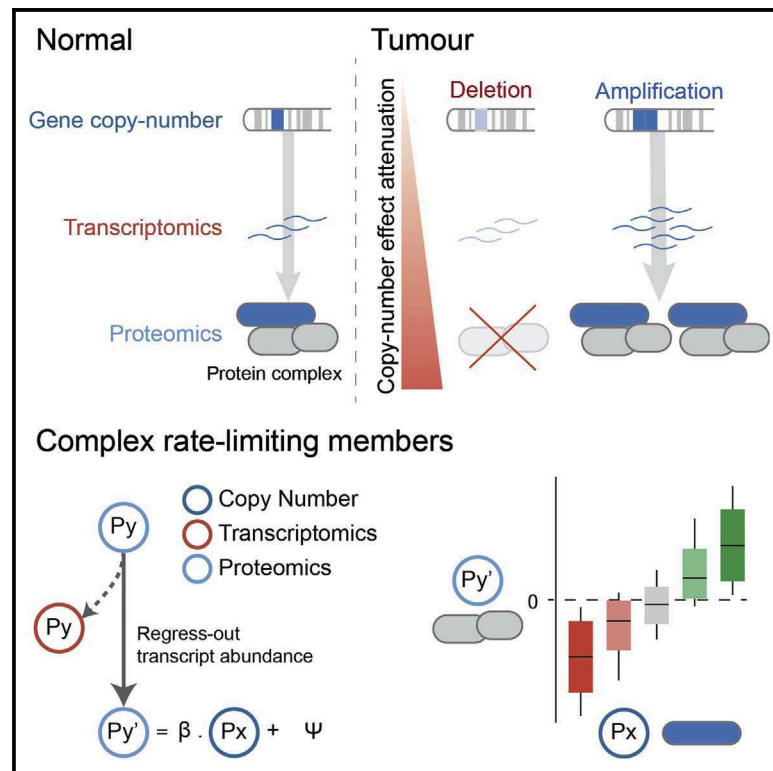 Normal
Tumour
Deletion
Amplification
Gene copy-number
Transcriptomics
Proteomics
Protein complex
Copy-number effect attenuation
Complex rate-limiting members
Copy Number
Transcriptomics
Proteomics
Py
Py
Regress-out
transcript abundance
Py' = β . Px + Ψ
Py'
0
Px